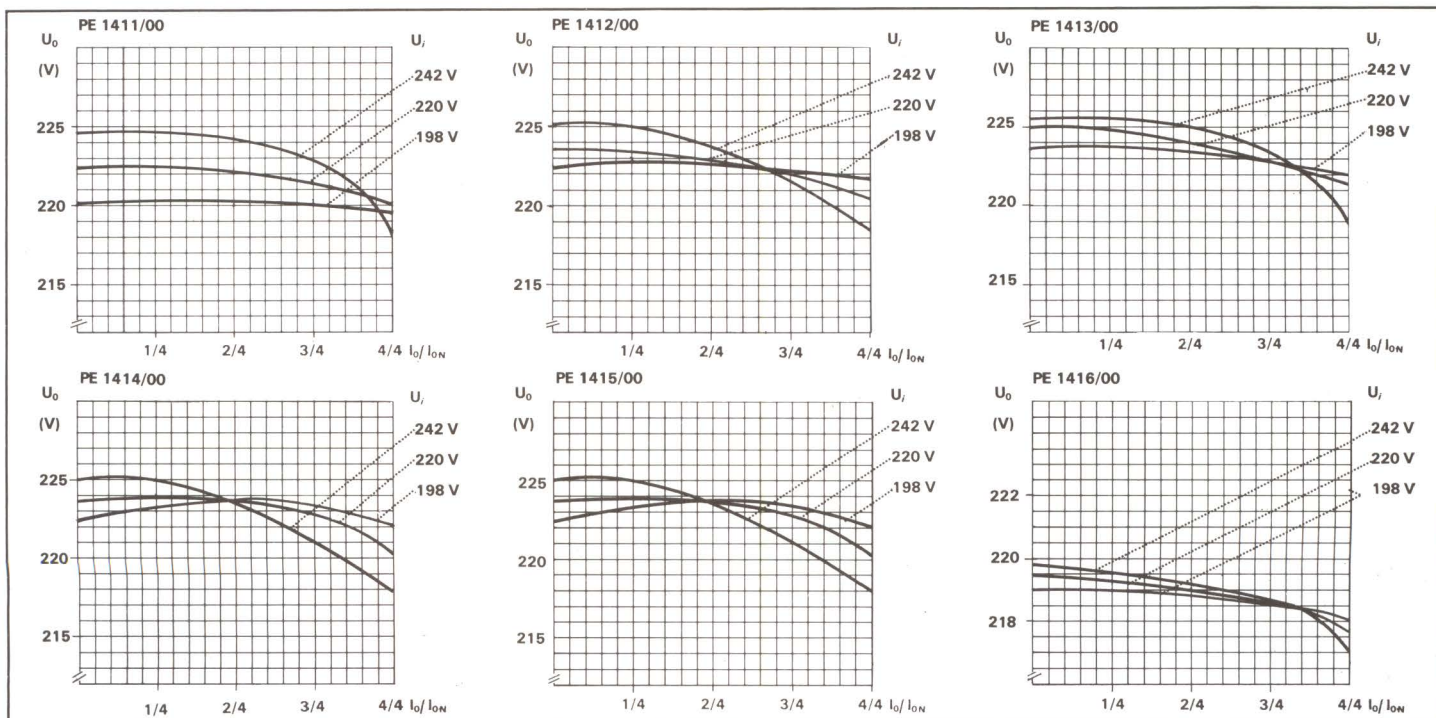 PE 1411/00
U₀
Uᵢ
(V)
242 V
220 V
198 V
225
220
215
1/4 2/4 3/4 4/4 I₀/I₀N
PE 1412/00
Uᵢ
242 V
220 V
198 V
225
220
215
1/4 2/4 3/4 4/4 I₀/I₀N
PE 1413/00
U₀
Uᵢ
(V)
242 V
220 V
198 V
225
220
215
1/4 2/4 3/4 4/4 I₀/I₀N
PE 1414/00
U₀
Uᵢ
(V)
242 V
220 V
198 V
225
220
215
1/4 2/4 3/4 4/4 I₀/I₀N
PE 1415/00
Uᵢ
242 V
220 V
198 V
225
220
215
1/4 2/4 3/4 4/4 I₀/I₀N
PE 1416/00
U₀
Uᵢ
(V)
242 V
220 V
198 V
222
220
218
1/4 2/4 3/4 4/4 I₀/I₀N